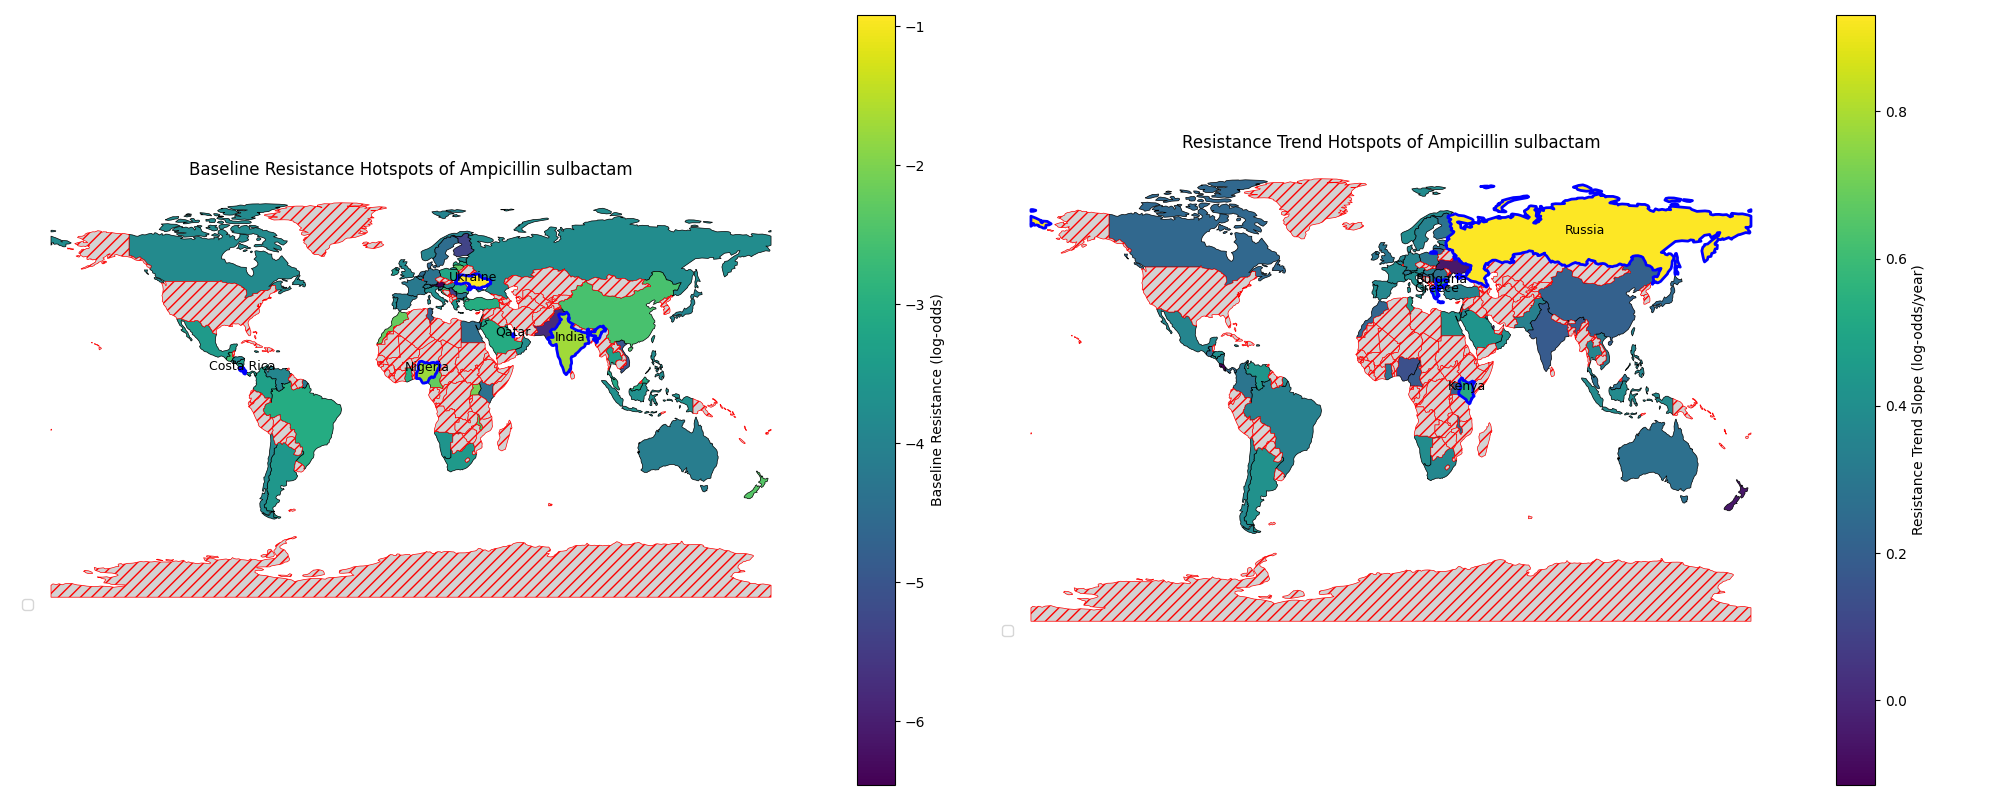 Baseline Resistance Hotspots of Ampicillin sulbactam
Ukraine
Qatar
India
Costa Rica
Nigeria
−1
−2
−3
−4
−5
−6
Baseline Resistance (log-odds)
Resistance Trend Hotspots of Ampicillin sulbactam
Russia
Bulgaria
Greece
Kenya
0.8
0.6
0.4
0.2
0.0
Resistance Trend Slope (log-odds/year)